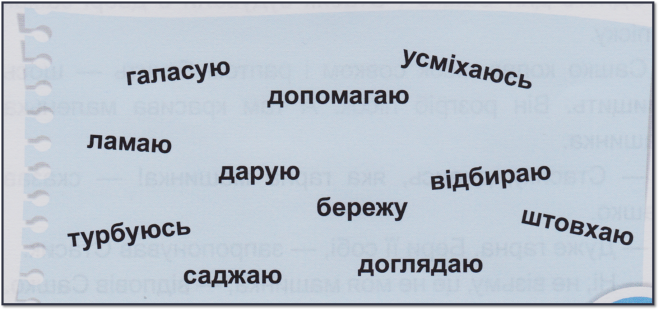 галасую
усміхаюсь
допомагаю
ламаю
дарую
відбираю
бережу
турбуюсь
штовхаю
саджаю
доглядаю